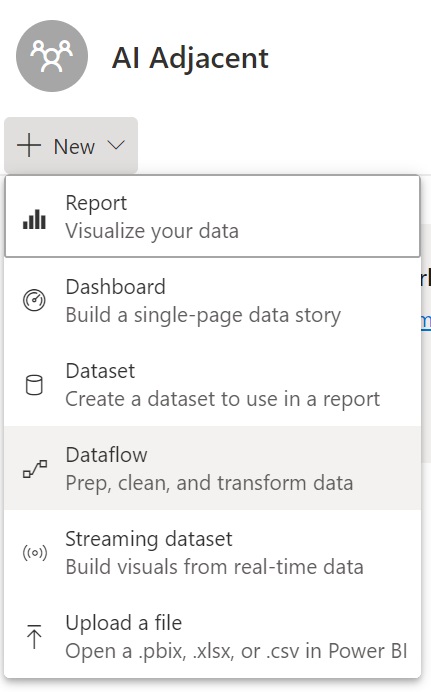 AI Adjacent
New
Report
Visualize your data
Dashboard
Build a single-page data story
Dataset
Create a dataset to use in a report
Dataflow
Prep, clean, and transform data
Streaming dataset
Build visuals from real-time data
Upload a file
Open a .pbix, .xlsx, or .csv in Power BI